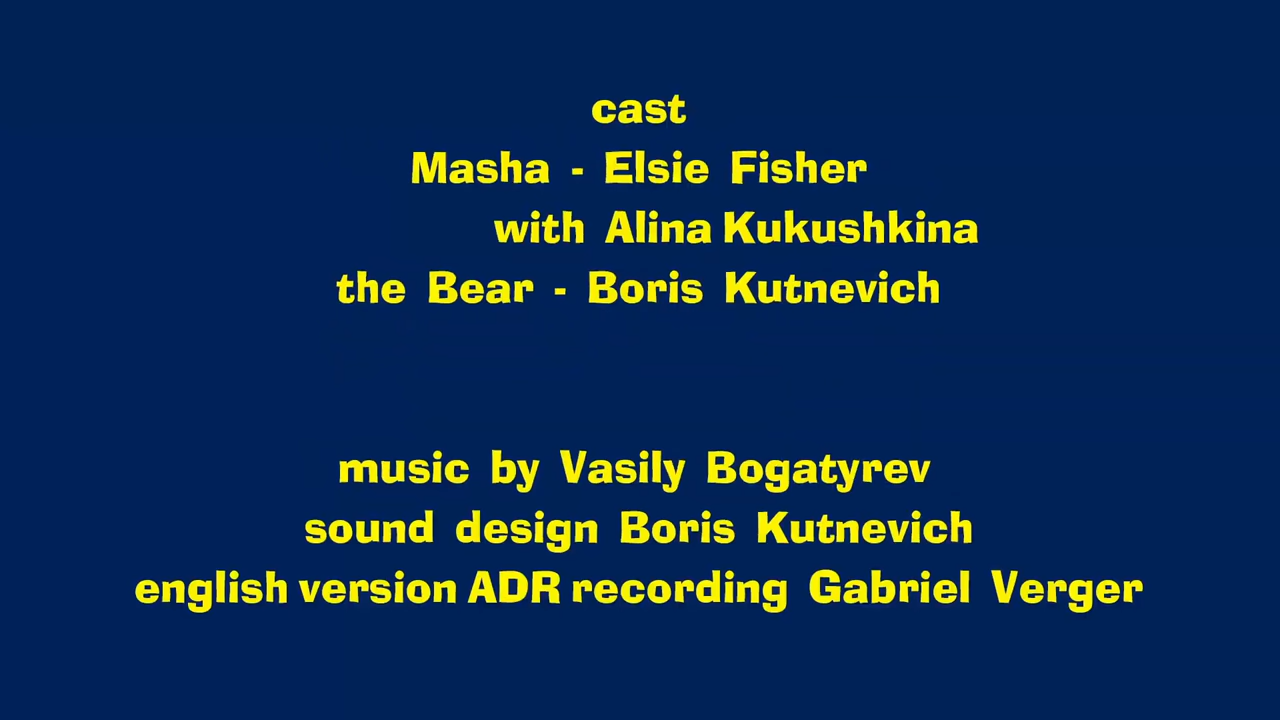 cast
Masha - Elsie Fisher
with Alina Kukushkina
the Bear - Boris Kutnevich
music by Vasily Bogatyrev
sound design Boris Kutnevich
english version ADR recording Gabriel Verger